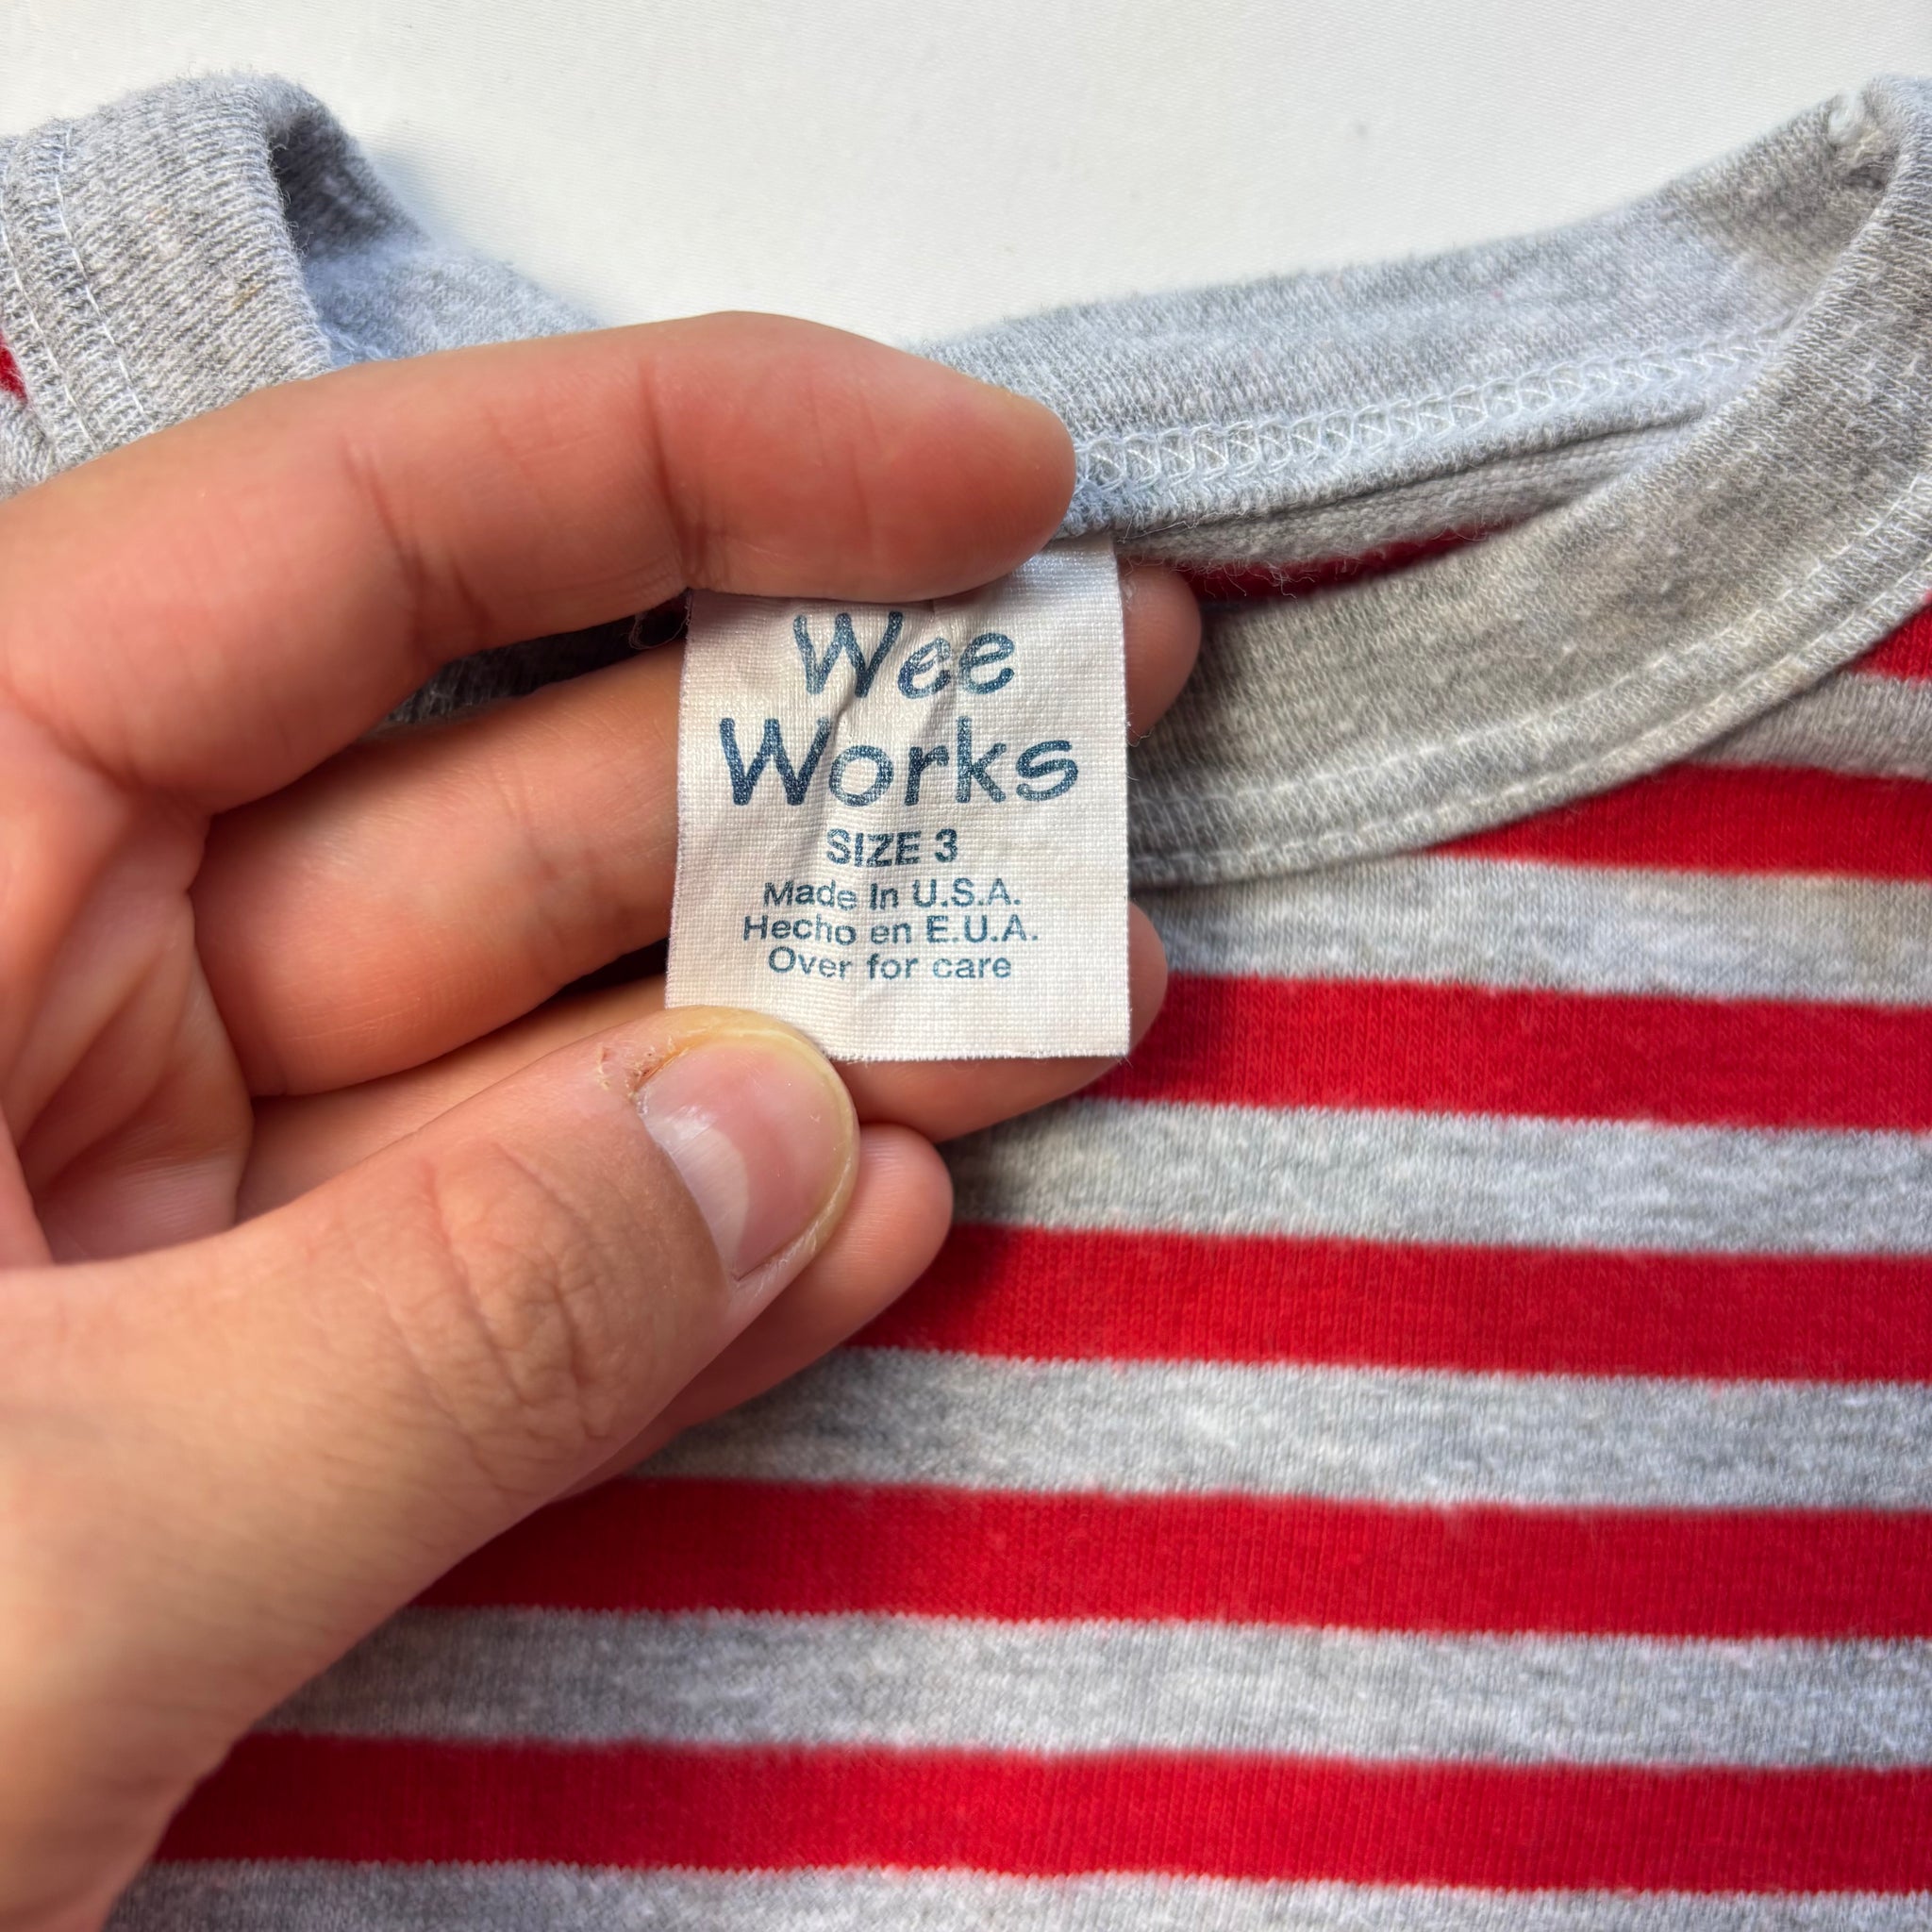 Wee
Works
SIZE 3
Made In U.S.A.
Hecho en E.U.A.
Over for care